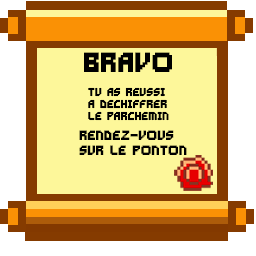 BRAVO
TU AS REUSSI
A DECHIFFRER
LE PARCHEMIN
RENDEZ-VOUS
SUR LE PONTON